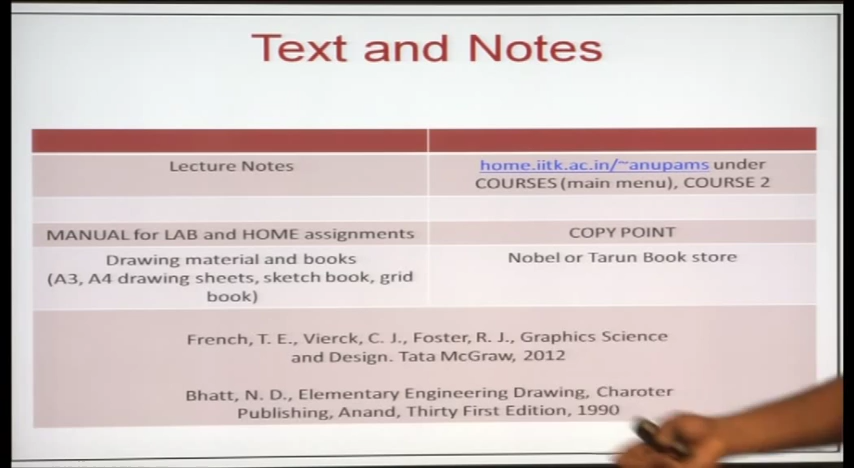 Text and Notes
Lecture Notes
home.iitk.ac.in/~anupams under
COURSES (main menu), COURSE 2
MANUAL for LAB and HOME assignments
COPY POINT
Drawing material and books
(A3, A4 drawing sheets, sketch book, grid
book)
Nobel or Tarun Book store
French, T. E., Vierck, C. J., Foster, R. J., Graphics Science
and Design. Tata McGraw, 2012
Bhatt, N. D., Elementary Engineering Drawing, Charoter
Publishing, Anand, Thirty First Edition, 1990